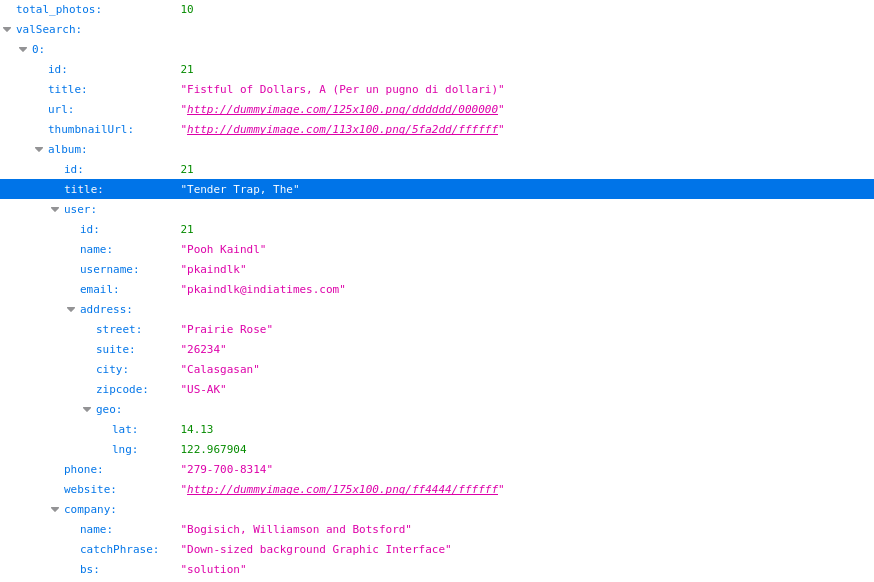 total_photos: 10
valSearch:
0:
id: 21
title: "Fistful of Dollars, A (Per un pugno di dollari)"
url: "http://dummyimage.com/125x100.png/dddddd/000000"
thumbnailUrl: "http://dummyimage.com/113x100.png/5fa2dd/ffffff"
album:
id: 21
title: "Tender Trap, The"
user:
id: 21
name: "Pooh Kaindl"
username: "pkaindlk"
email: "pkaindlk@indiatimes.com"
address:
street: "Prairie Rose"
suite: "26234"
city: "Calasgasan"
zipcode: "US-AK"
geo:
lat: 14.13
lng: 122.967904
phone: "279-700-8314"
website: "http://dummyimage.com/175x100.png/ff4444/ffffff"
company:
name: "Bogisich, Williamson and Botsford"
catchPhrase: "Down-sized background Graphic Interface"
bs: "solution"